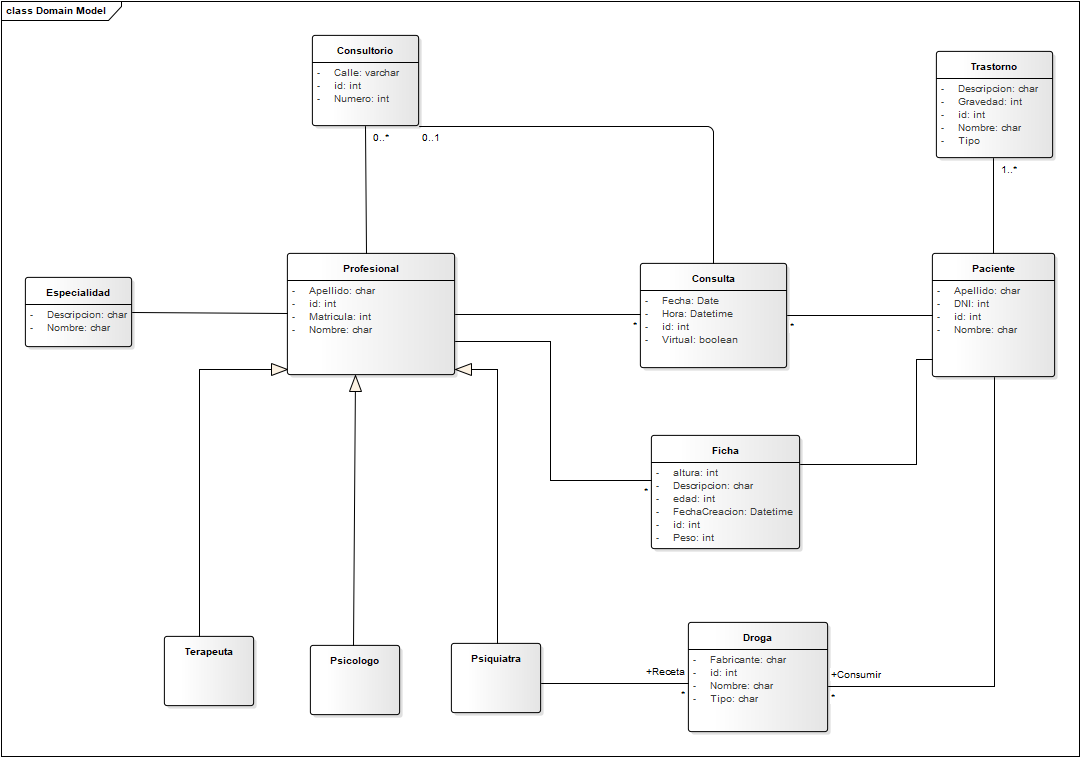 class Domain Model
Consultorio
- Calle: varchar
- id: int
- Numero: int
0..*
0..1
Trastorno
- Descripcion: char
- Gravedad: int
- id: int
- Nombre: char
- Tipo
1..*
Especialidad
- Descripcion: char
- Nombre: char
Profesional
- Apellido: char
- id: int
- Matricula: int
- Nombre: char
Consulta
- Fecha: Date
- Hora: Datetime
- id: int
- Virtual: boolean
*
*
Paciente
- Apellido: char
- DNI: int
- id: int
- Nombre: char
Ficha
- altura: int
- Descripcion: char
- edad: int
- FechaCreacion: Datetime
- id: int
- Peso: int
*
Terapeuta
Psicologo
Psiquiatra
+Receta
*
Droga
- Fabricante: char
- id: int
- Nombre: char
- Tipo: char
+Consumir
*